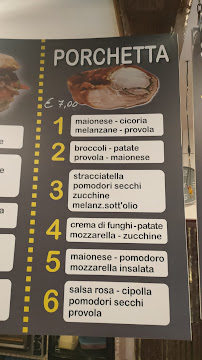 PORCHETTA
€ 7,00
1 maionese - cicoria
melanzane - provola
2 broccoli - patate
provola - maionese
3 stracciatella
pomodori secchi
zucchine
melanz.sott'olio
4 crema di funghi-patate
mozzarella - zucchine
5 maionese - pomodoro
mozzarella insalata
6 salsa rosa - cipolla
pomodori secchi
provola